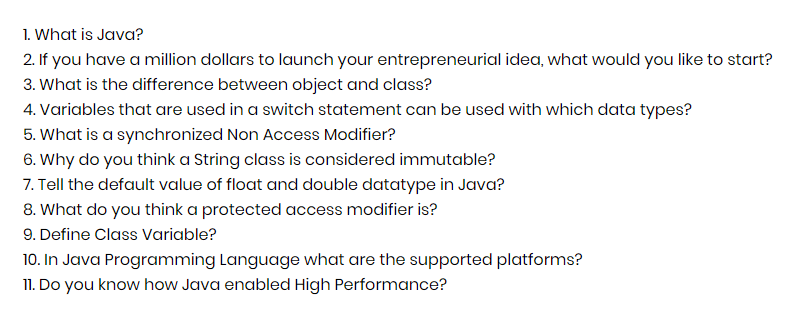 1. What is Java?
2. If you have a million dollars to launch your entrepreneurial idea, what would you like to start?
3. What is the difference between object and class?
4. Variables that are used in a switch statement can be used with which data types?
5. What is a synchronized Non Access Modifier?
6. Why do you think a String class is considered immutable?
7. Tell the default value of float and double datatype in Java?
8. What do you think a protected access modifier is?
9. Define Class Variable?
10. In Java Programming Language what are the supported platforms?
11. Do you know how Java enabled High Performance?